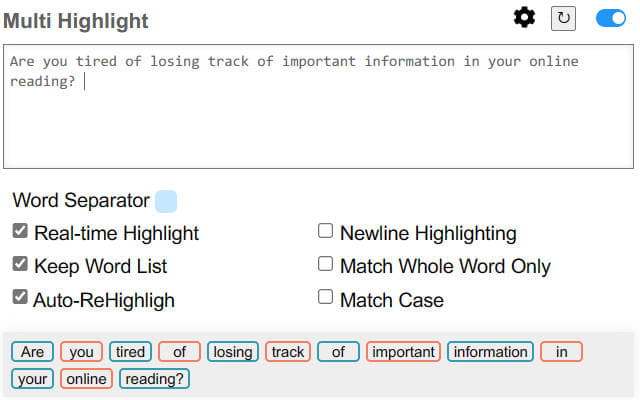 Multi Highlight
Are you tired of losing track of important information in your online
reading?
Word Separator
Real-time Highlight
Newline Highlighting
Keep Word List
Match Whole Word Only
Auto-ReHighligh
Match Case
Are you tired of losing track of important information in
your online reading?